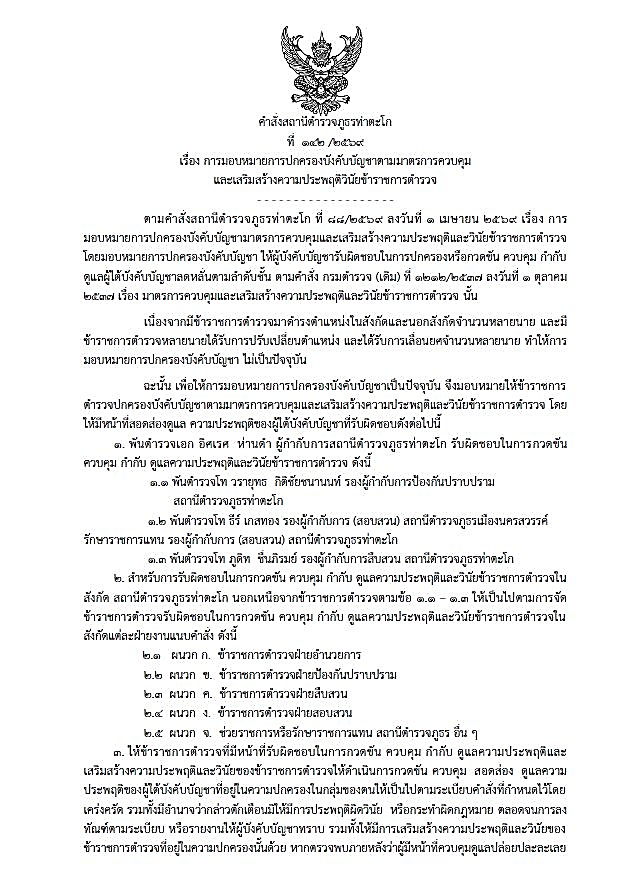 คำสั่งสถานีตำรวจภูธรท่าตะโก
ที่ ๑๔๒ /๒๕๖๙
เรื่อง การมอบหมายการปกครองบังคับบัญชาตามมาตรการควบคุม
และเสริมสร้างความประพฤติวินัยข้าราชการตำรวจ
- - - - - - - - - - - - - - - - - -
ตามคำสั่งสถานีตำรวจภูธรท่าตะโก ที่ ๘๘/๒๕๖๙ ลงวันที่ ๑ เมษายน ๒๕๖๙ เรื่อง การ
มอบหมายการปกครองบังคับบัญชามาตรการควบคุมและเสริมสร้างความประพฤติและวินัยข้าราชการตำรวจ
โดยมอบหมายการปกครองบังคับบัญชา ให้ผู้บังคับบัญชารับผิดชอบในการปกครองหรือกวดขัน ควบคุม กำกับ
ดูแลผู้ใต้บังคับบัญชาลดหลั่นตามลำดับชั้น ตามคำสั่ง กรมตำรวจ (เดิม) ที่ ๑๒๑๒/๒๕๓๗ ลงวันที่ ๑ ตุลาคม
๒๕๓๗ เรื่อง มาตรการควบคุมและเสริมสร้างความประพฤติและวินัยข้าราชการตำรวจ นั้น
เนื่องจากมีข้าราชการตำรวจมาดำรงตำแหน่งในสังกัดและนอกสังกัดจำนวนหลายนาย และมี
ข้าราชการตำรวจหลายนายได้รับการปรับเปลี่ยนตำแหน่ง และได้รับการเลื่อนยศจำนวนหลายนาย ทำให้การ
มอบหมายการปกครองบังคับบัญชา ไม่เป็นปัจจุบัน
ฉะนั้น เพื่อให้การมอบหมายการปกครองบังคับบัญชาเป็นปัจจุบัน จึงมอบหมายให้ข้าราชการ
ตำรวจปกครองบังคับบัญชาตามมาตรการควบคุมและเสริมสร้างความประพฤติและวินัยข้าราชการตำรวจ โดย
ให้มีหน้าที่สอดส่องดูแล ความประพฤติของผู้ใต้บังคับบัญชาที่รับผิดชอบดังต่อไปนี้
๑. พันตำรวจเอก อิศเรศ ห่านดำ ผู้กำกับการสถานีตำรวจภูธรท่าตะโก รับผิดชอบในการกวดขัน
ควบคุม กำกับ ดูแลความประพฤติและวินัยข้าราชการตำรวจ ดังนี้
๑.๑ พันตำรวจโท วรายุทธ กิติชัยชนานนท์ รองผู้กำกับการป้องกันปราบปราม
สถานีตำรวจภูธรท่าตะโก
๑.๒ พันตำรวจโท ธีร์ เกสทอง รองผู้กำกับการ (สอบสวน) สถานีตำรวจภูธรเมืองนครสวรรค์
รักษาราชการแทน รองผู้กำกับการ (สอบสวน) สถานีตำรวจภูธรท่าตะโก
๑.๓ พันตำรวจโท ภูดิท ชื่นภิรมย์ รองผู้กำกับการสืบสวน สถานีตำรวจภูธรท่าตะโก
๒. สำหรับการรับผิดชอบในการกวดขัน ควบคุม กำกับ ดูแลความประพฤติและวินัยข้าราชการตำรวจใน
สังกัด สถานีตำรวจภูธรท่าตะโก นอกเหนือจากข้าราชการตำรวจตามข้อ ๑.๑ – ๑.๓ ให้เป็นไปตามการจัด
ข้าราชการตำรวจรับผิดชอบในการกวดขัน ควบคุม กำกับ ดูแลความประพฤติและวินัยข้าราชการตำรวจใน
สังกัดแต่ละฝ่ายงานแนบคำสั่ง ดังนี้
๒.๑ ผนวก ก. ข้าราชการตำรวจฝ่ายอำนวยการ
๒.๒ ผนวก ข. ข้าราชการตำรวจฝ่ายป้องกันปราบปราม
๒.๓ ผนวก ค. ข้าราชการตำรวจฝ่ายสืบสวน
๒.๔ ผนวก ง. ข้าราชการตำรวจฝ่ายสอบสวน
๒.๕ ผนวก จ. ช่วยราชการหรือรักษาราชการแทน สถานีตำรวจภูธร อื่น ๆ
๓. ให้ข้าราชการตำรวจที่มีหน้าที่รับผิดชอบในการกวดขัน ควบคุม กำกับ ดูแลความประพฤติและ
เสริมสร้างความประพฤติและวินัยของข้าราชการตำรวจให้ดำเนินการกวดขัน ควบคุม สอดส่อง ดูแลความ
ประพฤติของผู้ใต้บังคับบัญชาที่อยู่ในความปกครองในกลุ่มของตนให้เป็นไปตามระเบียบคำสั่งที่กำหนดไว้โดย
เคร่งครัด รวมทั้งมีอำนาจว่ากล่าวตักเตือนมิให้มีการประพฤติผิดวินัย หรือกระทำผิดกฎหมาย ตลอดจนการลง
ทัณฑ์ตามระเบียบ หรือรายงานให้ผู้บังคับบัญชาทราบ รวมทั้งให้มีการเสริมสร้างความประพฤติและวินัยของ
ข้าราชการตำรวจที่อยู่ในความปกครองนั้นด้วย หากตรวจพบภายหลังว่าผู้มีหน้าที่ควบคุมดูแลปล่อยปละละเลย